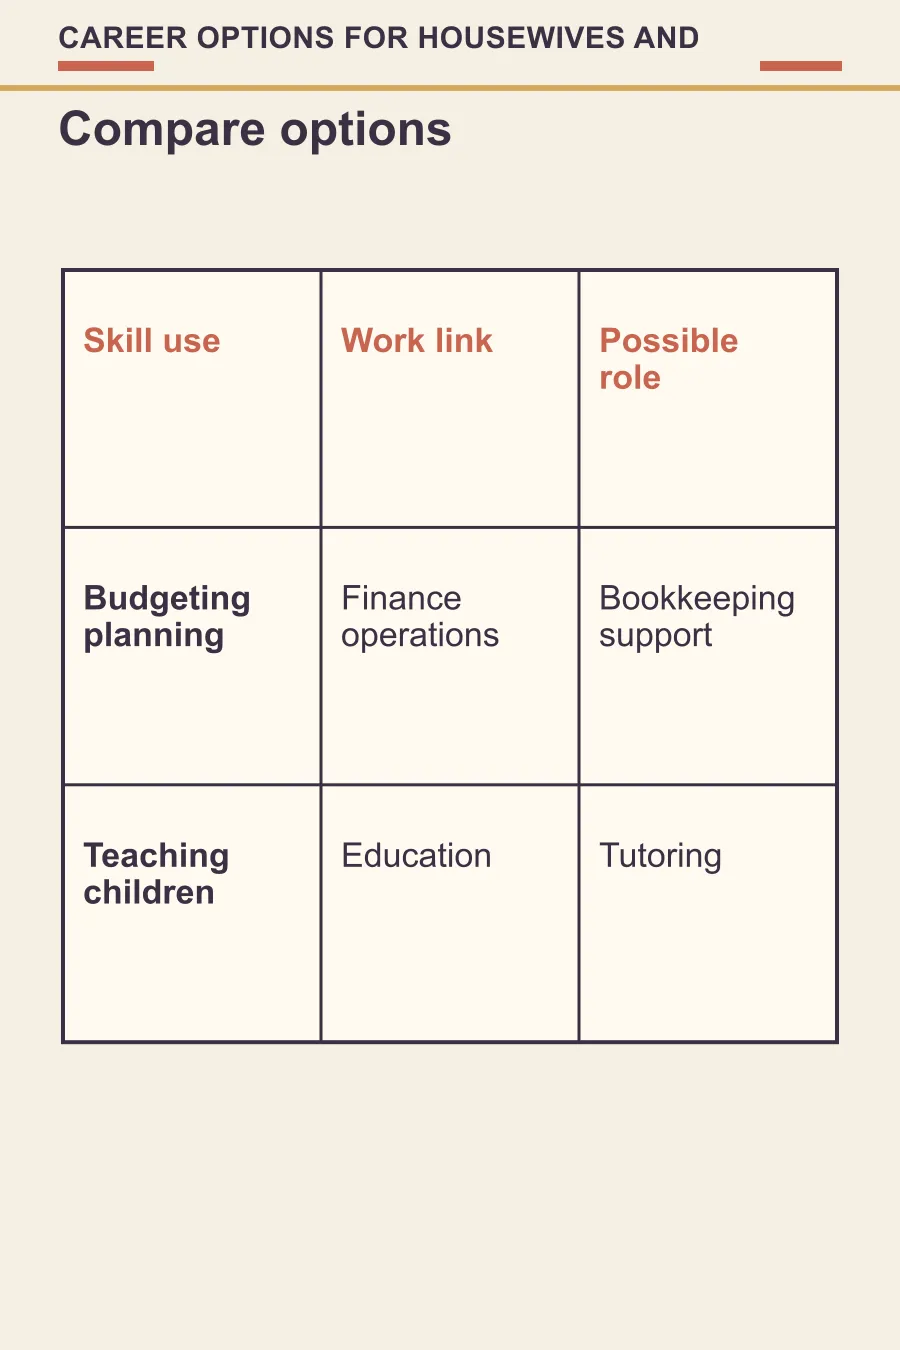 CAREER OPTIONS FOR HOUSEWIVES AND
Compare options
Skill use
Work link
Possible
role
Budgeting
planning
Finance
operations
Bookkeeping
support
Teaching
children
Education
Tutoring